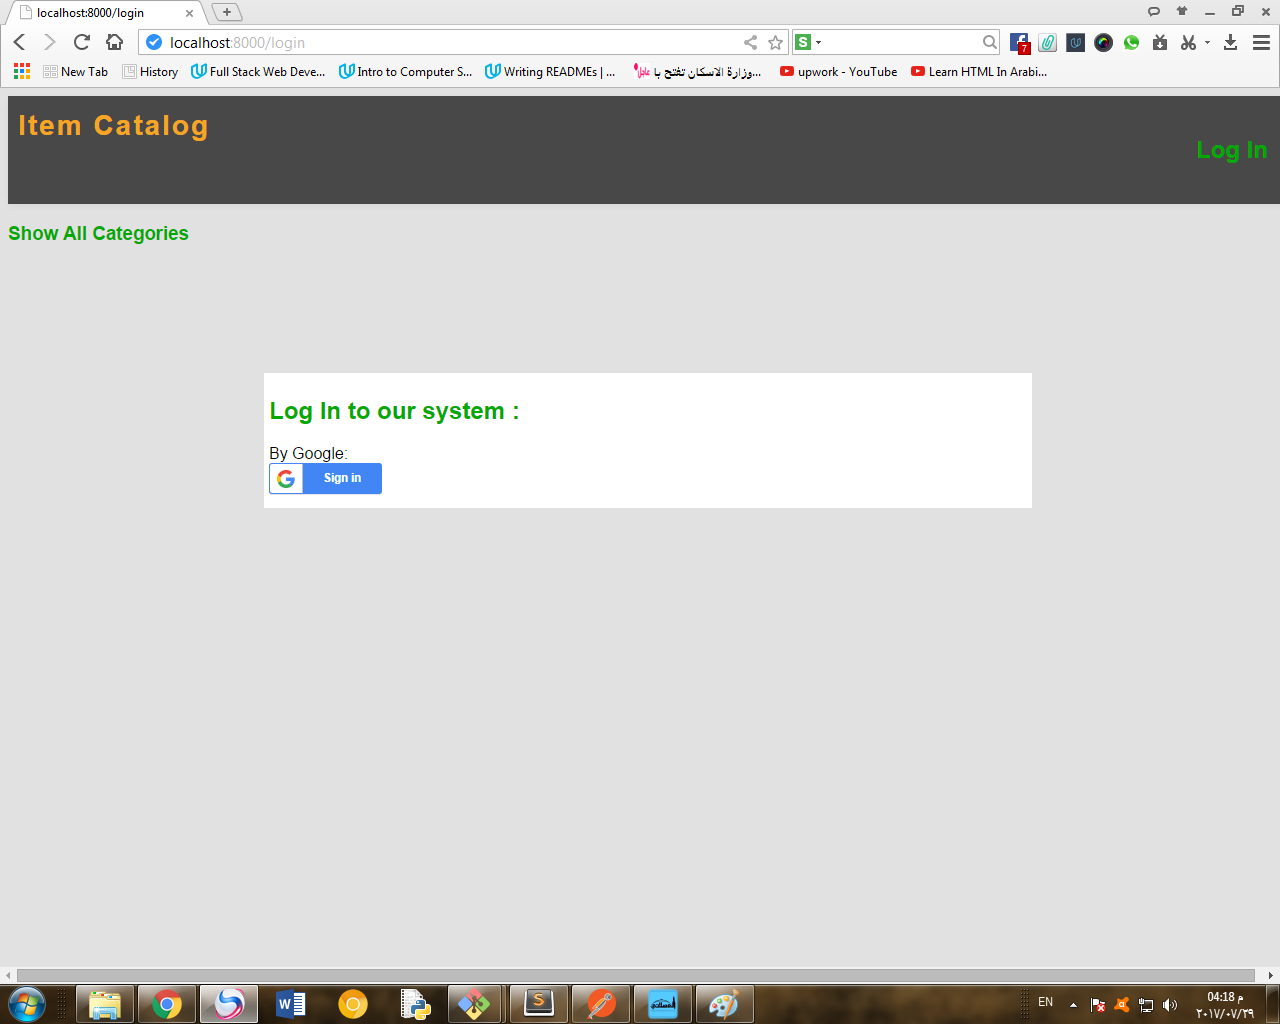 localhost:8000/login
localhost:8000/login
S
7
New Tab
History
Full Stack Web Deve...
Intro to Computer S...
Writing READMEs | ...
وزارة الاسكان تفتح با...
upwork - YouTube
Learn HTML In Arabi...
Item Catalog
Log In
Show All Categories
Log In to our system :
By Google:
Sign in
EN
04:18 م
٢٠١٧/٠٧/٢٩